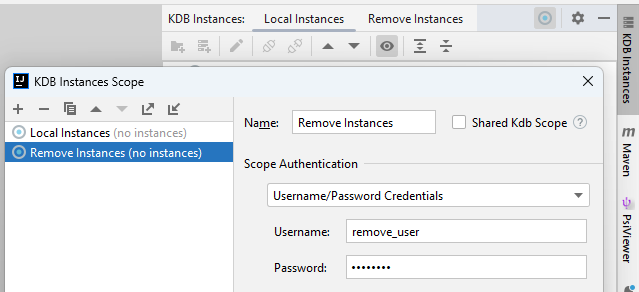 KDB Instances: Local Instances Remove Instances
KDB Instances Scope
Local Instances (no instances)
Remove Instances (no instances)
Name: Remove Instances Shared Kdb Scope ?
Scope Authentication
Username/Password Credentials
Username: remove_user
Password: ••••••••
KDB Instances
Maven
PsiViewer